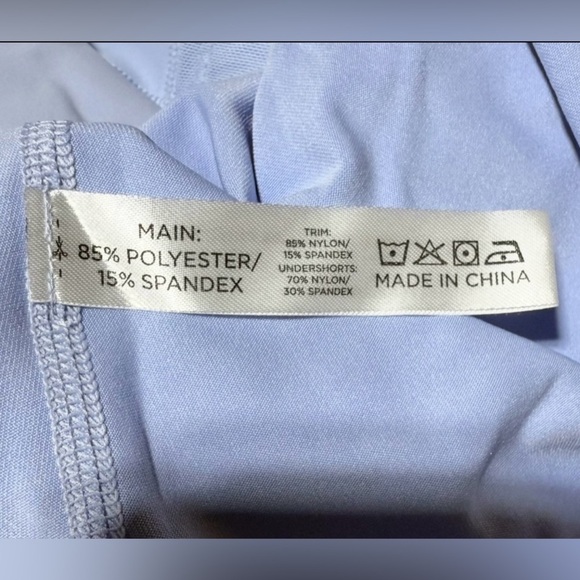 MAIN:
85% POLYESTER/
15% SPANDEX
TRIM:
85% NYLON/
15% SPANDEX
UNDERSHORTS:
70% NYLON/
30% SPANDEX
MADE IN CHINA